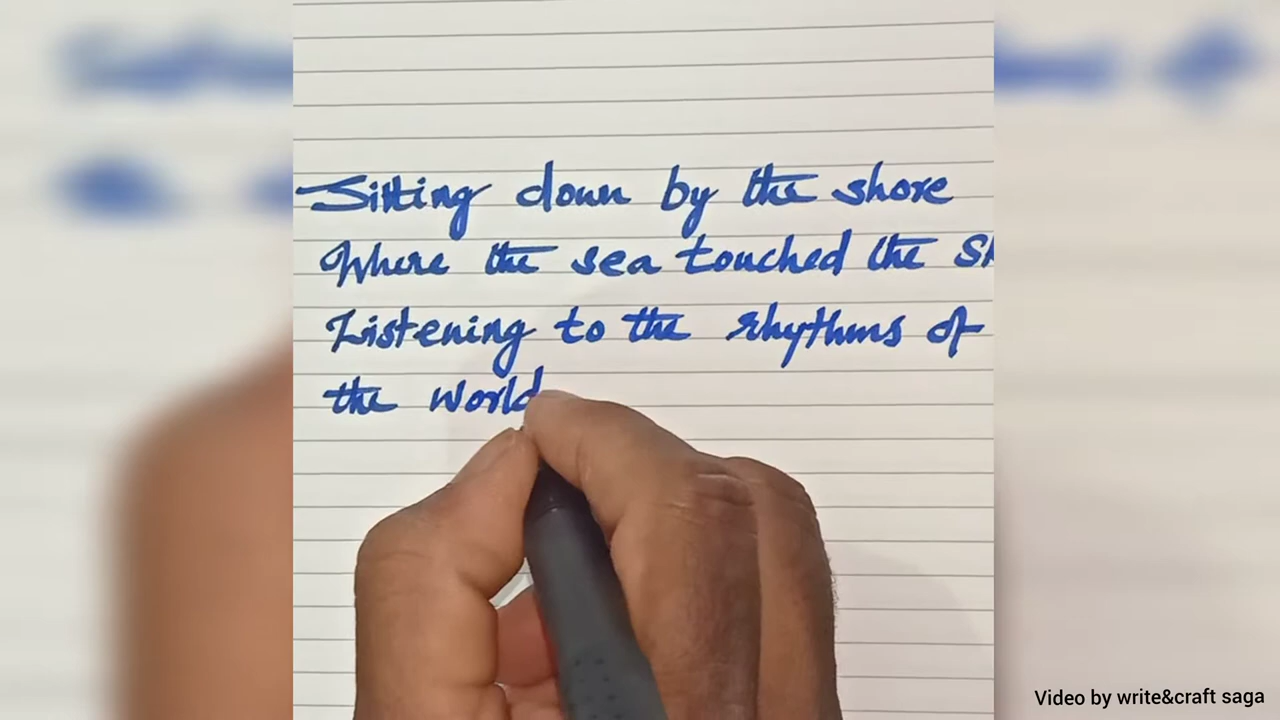 Sitting down by the shore
Where the sea touched the
Listening to the rhythms of
the world
Video by write&craft saga